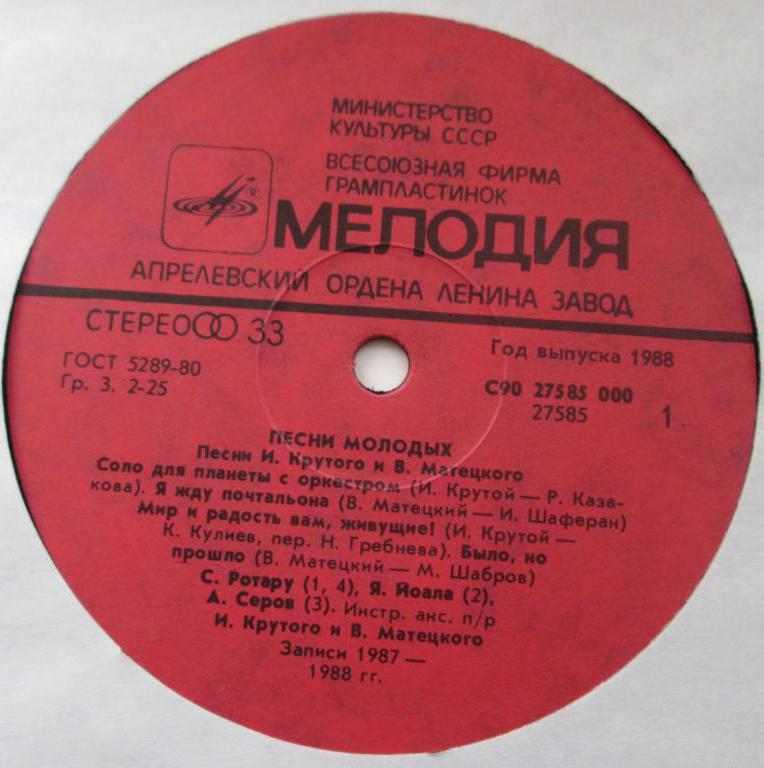 МИНИСТЕРСТВО
КУЛЬТУРЫ СССР
ВСЕСОЮЗНАЯ ФИРМА
ГРАМПЛАСТИНОК
МЕЛОДИЯ
АПРЕЛЕВСКИЙ ОРДЕНА ЛЕНИНА ЗАВОД
СТЕРЕО 33
ГОСТ 5289-80
Гр. 3. 2-25
Год выпуска 1988
С90 27585 000
27585
1
ПЕСНИ МОЛОДЫХ
Песни И. Крутого и В. Матецкого
Соло для планеты с оркестром (И. Крутой — Р. Каза-
кова). Я жду почтальона (В. Матецкий — И. Шаферан)
Мир и радость вам, живущие! (И. Крутой —
К. Кулиев, пер. Н. Гребнева). Было, но
прошло (В. Матецкий — М. Шабров)
С. Ротару (1, 4), Я. Йоала (2),
А. Серов (3). Инстр. анс. п/р
И. Крутого и В. Матецкого
Записи 1987 —
1988 гг.